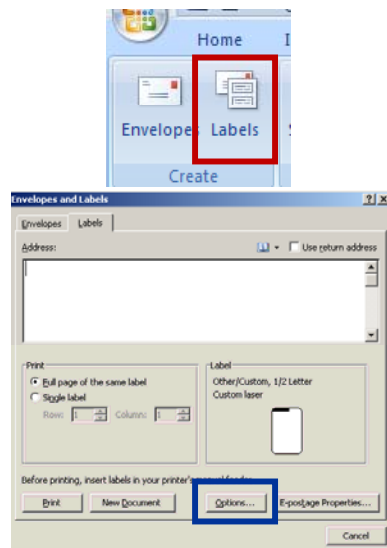 Home I
Envelopes Labels
Create
Envelopes and Labels
Envelopes Labels
Address: Use return address
Print Label
Full page of the same label Other/Custom, 1/2 Letter
Single label Custom laser
Row: 1 Column: 1
Before printing, insert labels in your printer's manual feeder.
Print New Document Options... E-postage Properties...
Cancel